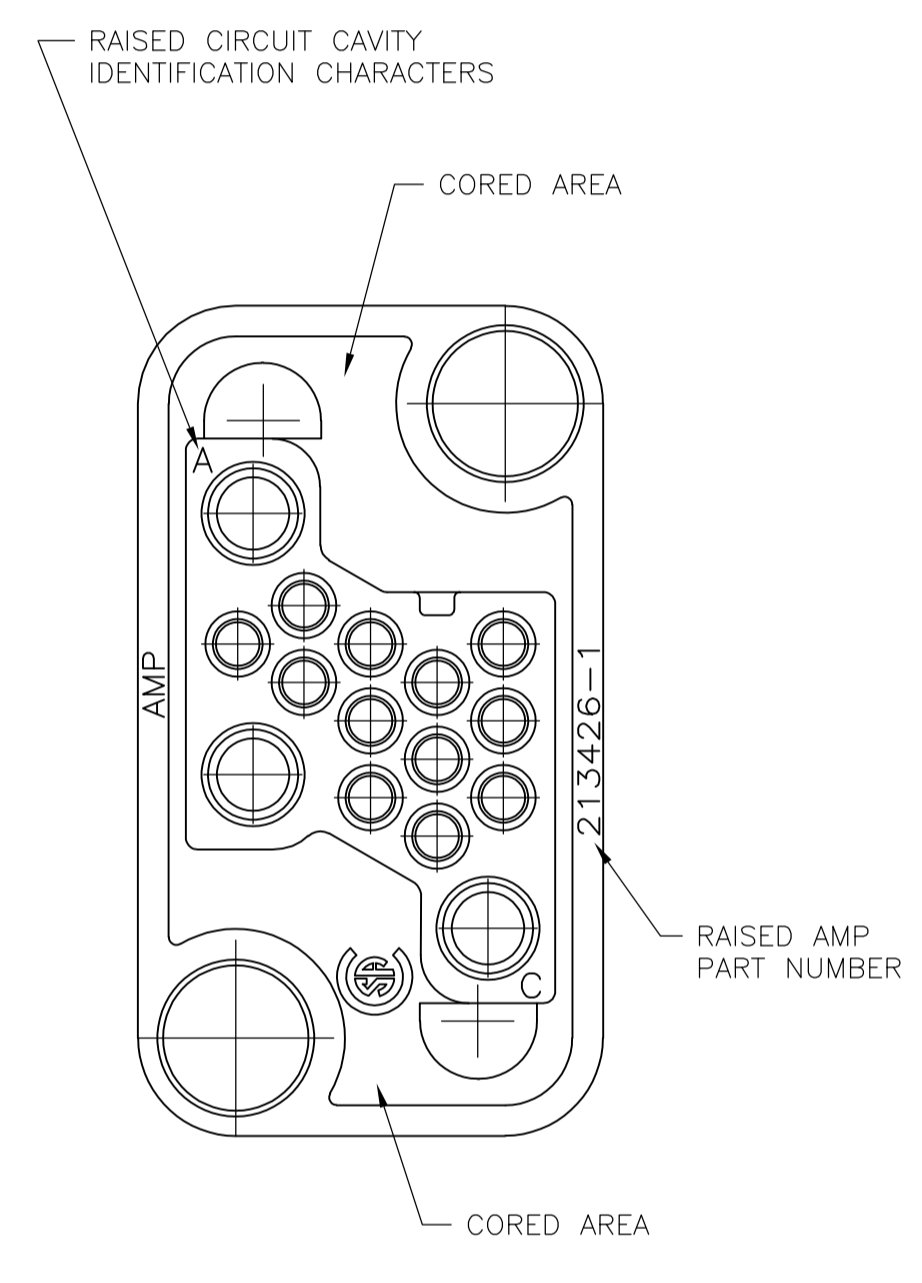 RAISED CIRCUIT CAVITY
IDENTIFICATION CHARACTERS
CORED AREA
A
AMP
213426-1
RAISED AMP
PART NUMBER
C
CORED AREA